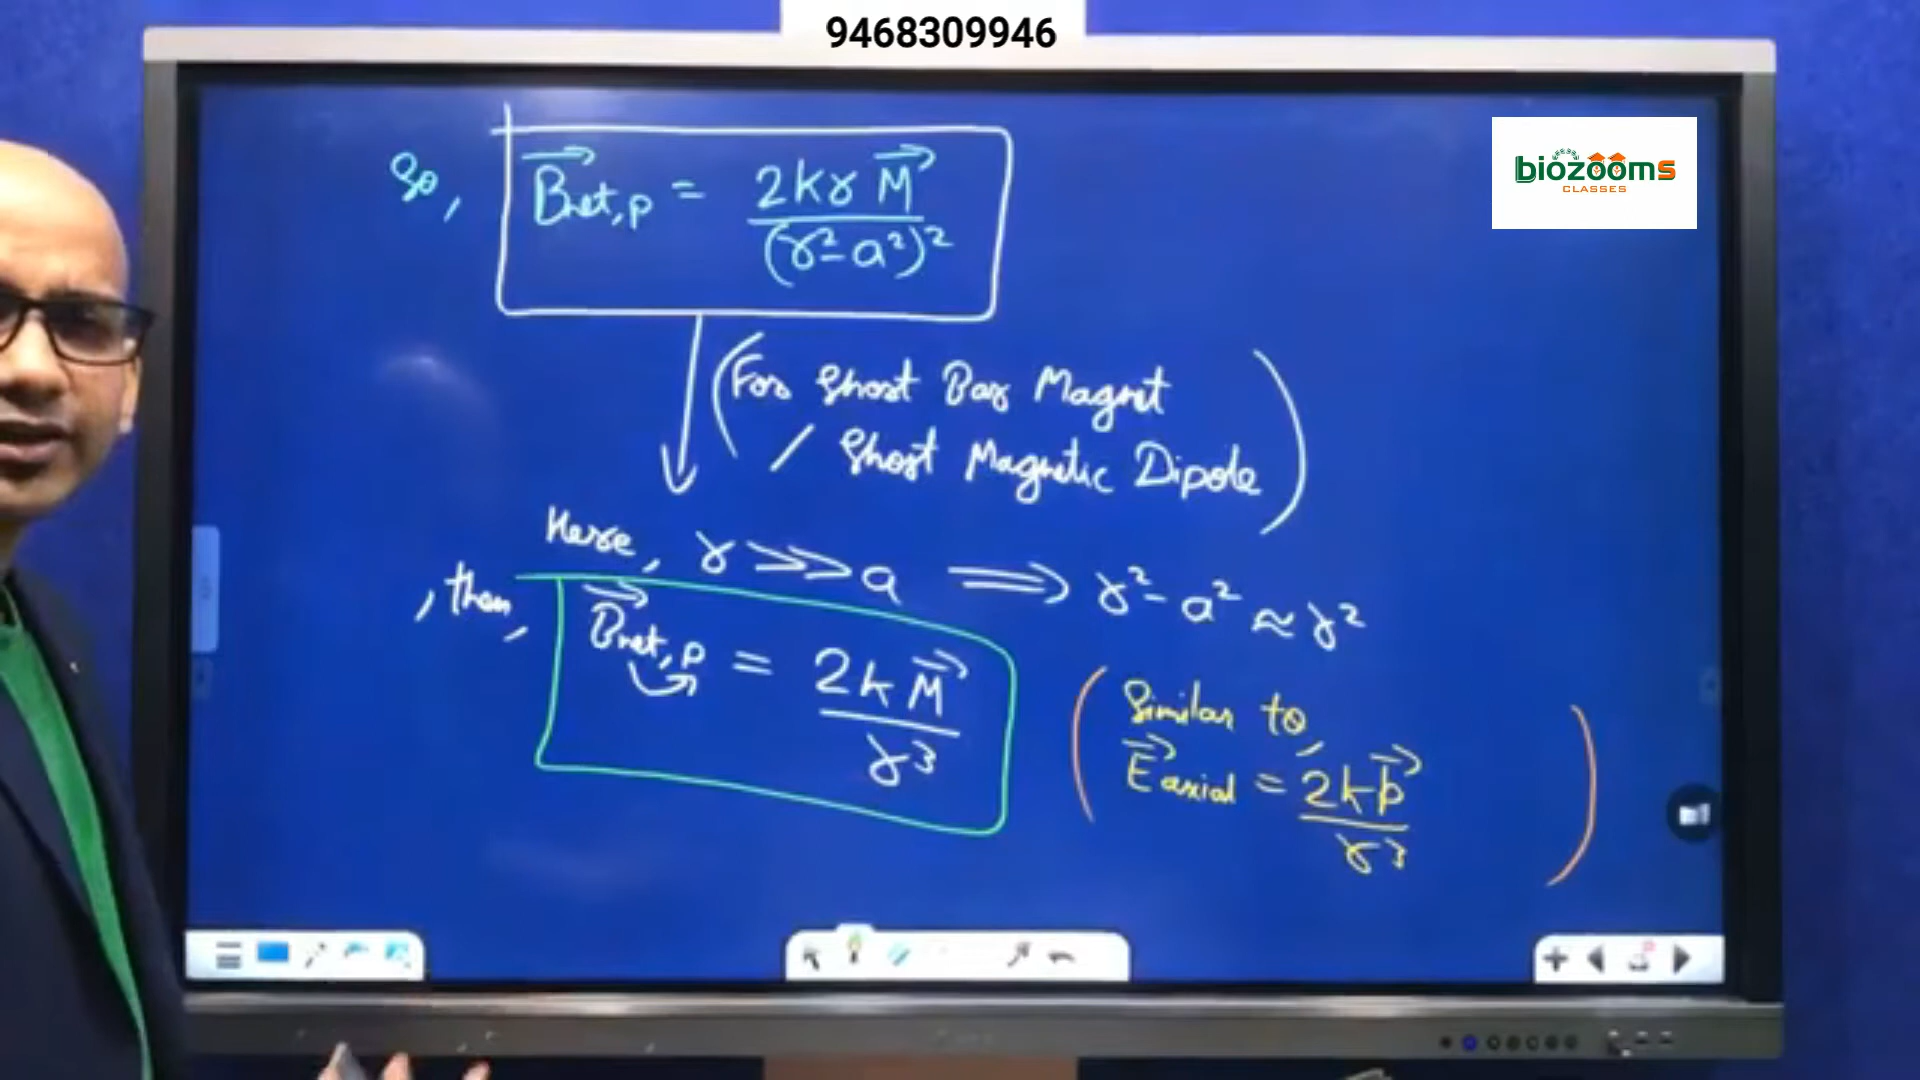 9468309946
biozooms
CLASSES
So, B⃗net,p = 2kr M⃗ / (r² - a²)²
(For Short Bar Magnet
/ Short Magnetic Dipole)
Here, r >>> a ⟹ r² - a² ≈ r²
, then, B⃗net,p = 2k M⃗ / r³
(Similar to,
E⃗axial = 2k p⃗ / r³)